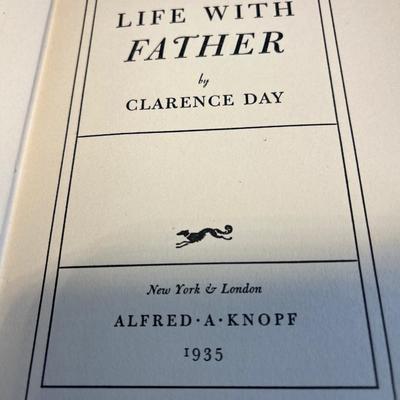 LIFE WITH
FATHER
by
CLARENCE DAY
New York & London
ALFRED · A · KNOPF
1935